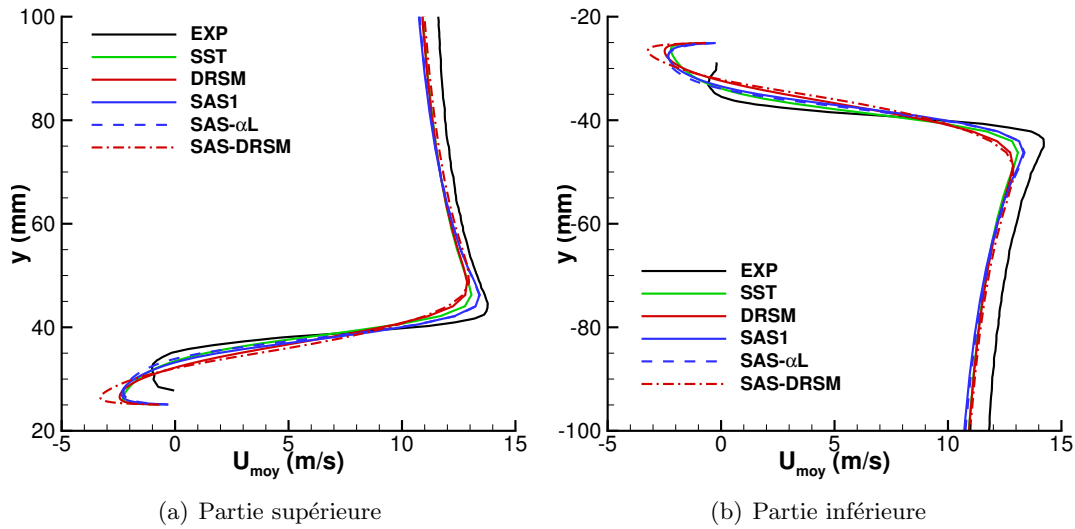 100
80
60
40
20
y (mm)
EXP
SST
DRSM
SAS1
SAS-αL
SAS-DRSM
-5 0 5 10 15
U moy (m/s)
(a) Partie supérieure
-20
-40
-60
-80
-100
y (mm)
EXP
SST
DRSM
SAS1
SAS-αL
SAS-DRSM
-5 0 5 10 15
U moy (m/s)
(b) Partie inférieure